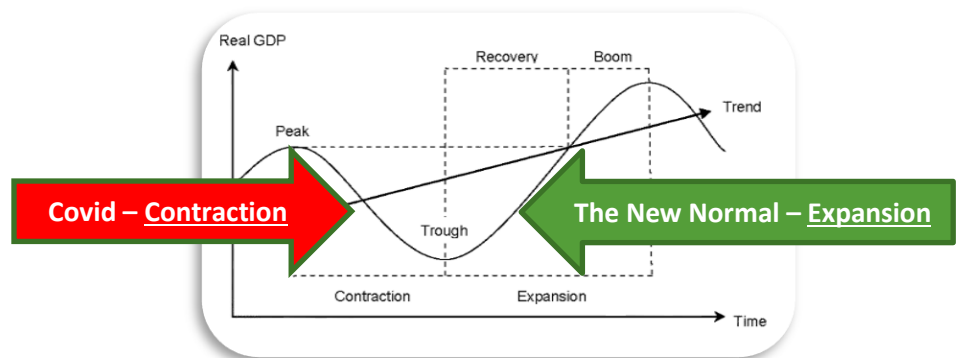 Real GDP
Recovery
Boom
Trend
Peak
Covid – Contraction
The New Normal – Expansion
Trough
Contraction
Expansion
Time